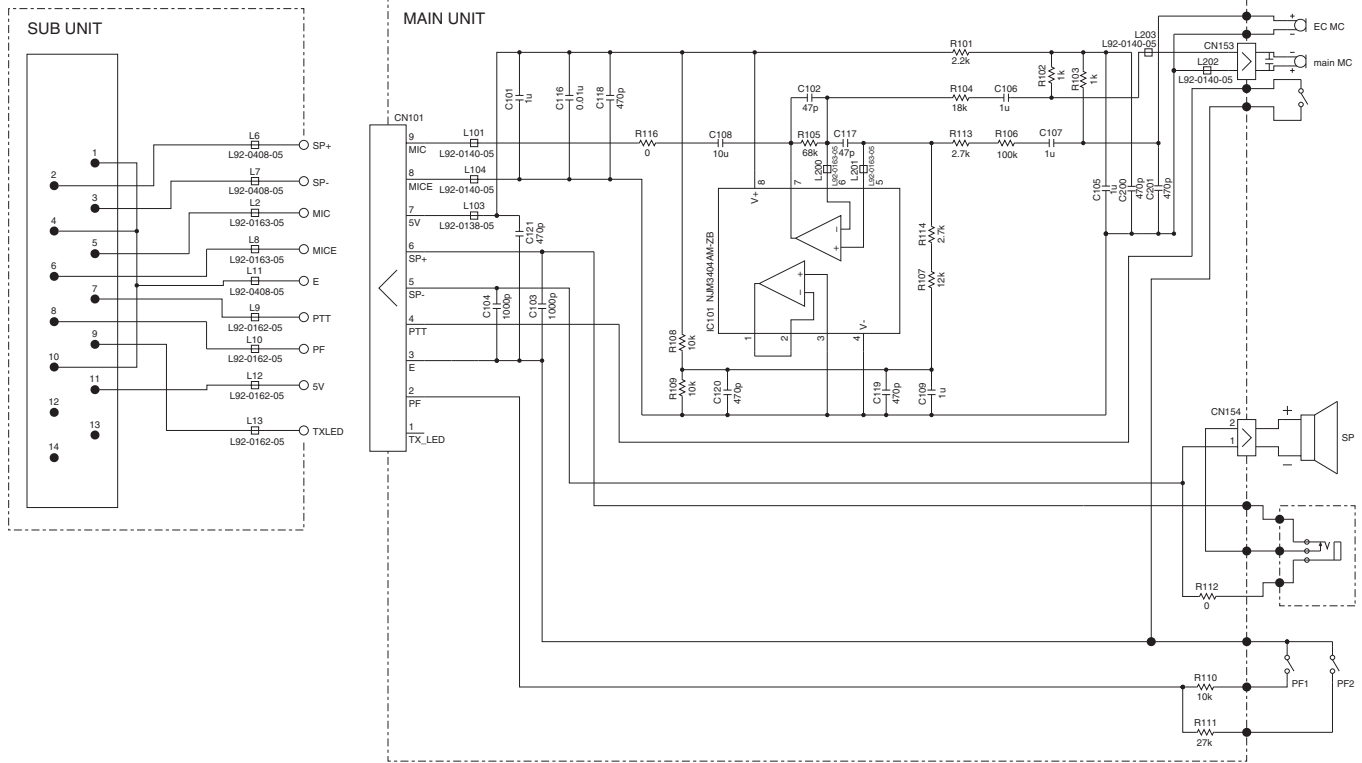 SUB UNIT
1
2
3
4
5
6
7
8
9
10
11
12
13
14
L6
L92-0408-05
SP+
L7
L92-0408-05
SP-
L2
L92-0163-05
MIC
L8
L92-0163-05
MICE
L11
L92-0408-05
E
L9
L92-0162-05
PTT
L10
L92-0162-05
PF
L12
L92-0162-05
5V
L13
L92-0162-05
TXLED
MAIN UNIT
CN101
9
MIC
8
MICE
7
5V
6
SP+
5
SP-
4
PTT
3
E
2
PF
1
TX_LED
L101
L92-0140-05
L104
L92-0140-05
L103
L92-0138-05
C101
1u
C116
0.01u
C118
470p
C121
470p
C104
1000p
C103
1000p
R116
0
C108
10u
C102
47p
R105
68k
C117
47p
L200
L92-0163-05
L201
L92-0163-05
R101
2.2k
R104
18k
C106
1u
R113
2.7k
R106
100k
C107
1u
R102
1k
R103
1k
L203
L92-0140-05
L202
L92-0140-05
CN153
EC MC
main MC
+
−
−
+
C105
1u
C200
470p
C201
470p
R114
2.7k
R107
12k
IC101 NJM3404AM-ZB
V+
8
7
6
5
−
+
+
−
1
2
3
4
V-
R108
10k
R109
10k
C120
470p
C119
470p
C109
1u
CN154
2
1
+
−
SP
R112
0
R110
10k
R111
27k
PF1
PF2